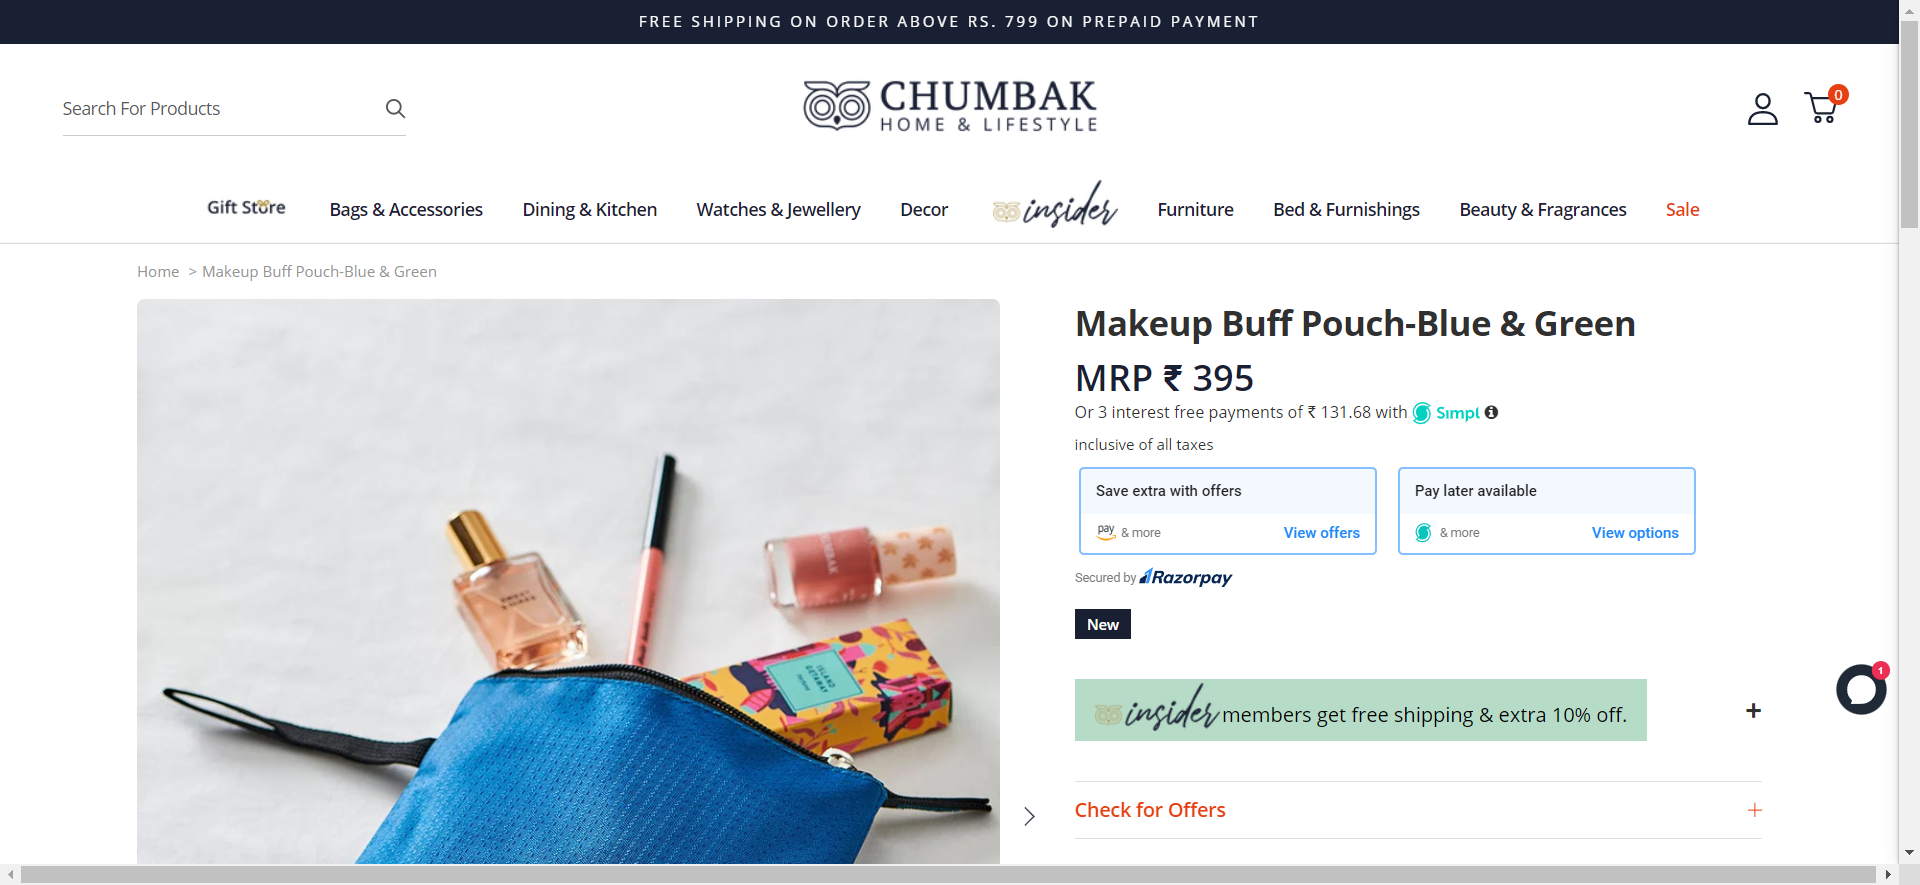 FREE SHIPPING ON ORDER ABOVE RS. 799 ON PREPAID PAYMENT
Search For Products
CHUMBAK
HOME & LIFESTYLE
0
Gift Store
Bags & Accessories
Dining & Kitchen
Watches & Jewellery
Decor
insider
Furniture
Bed & Furnishings
Beauty & Fragrances
Sale
Home > Makeup Buff Pouch-Blue & Green
Makeup Buff Pouch-Blue & Green
MRP ₹ 395
Or 3 interest free payments of ₹ 131.68 with Simpl
inclusive of all taxes
Save extra with offers
pay & more
View offers
Pay later available
& more
View options
Secured by Razorpay
New
insider members get free shipping & extra 10% off.
+
1
Check for Offers
+
ISLAND
GETAWAY